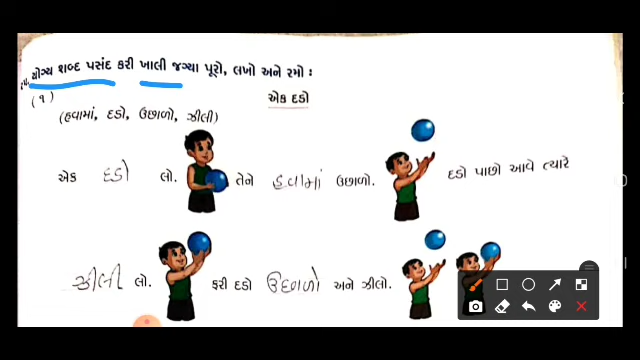 યોગ્ય શબ્દ પસંદ કરી ખાલી જગ્યા પૂરો, લખો અને રમો :
(૧)
એક દડો
(હવામાં, દડો, ઉછાળો, ઝીલી)
એક દડો લો. તેને હવામાં ઉછાળો. દડો પાછો આવે ત્યારે
ઝીલી લો. ફરી દડો ઉછાળો અને ઝીલો.